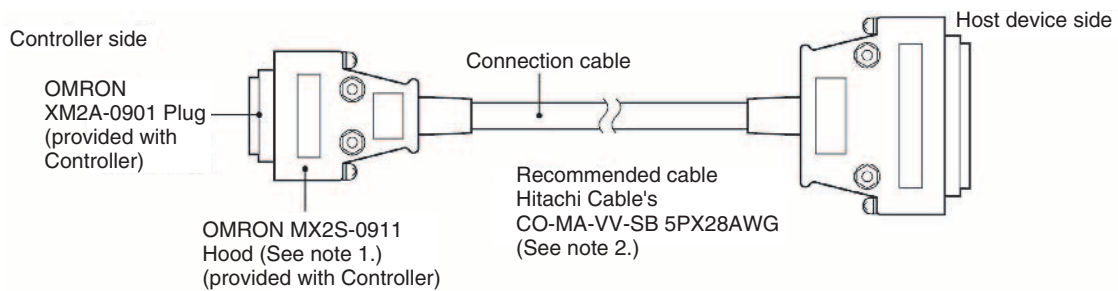 Controller side
Host device side
OMRON
XM2A-0901 Plug
(provided with
Controller)
Connection cable
OMRON MX2S-0911
Hood (See note 1.)
(provided with Controller)
Recommended cable
Hitachi Cable's
CO-MA-VV-SB 5PX28AWG
(See note 2.)